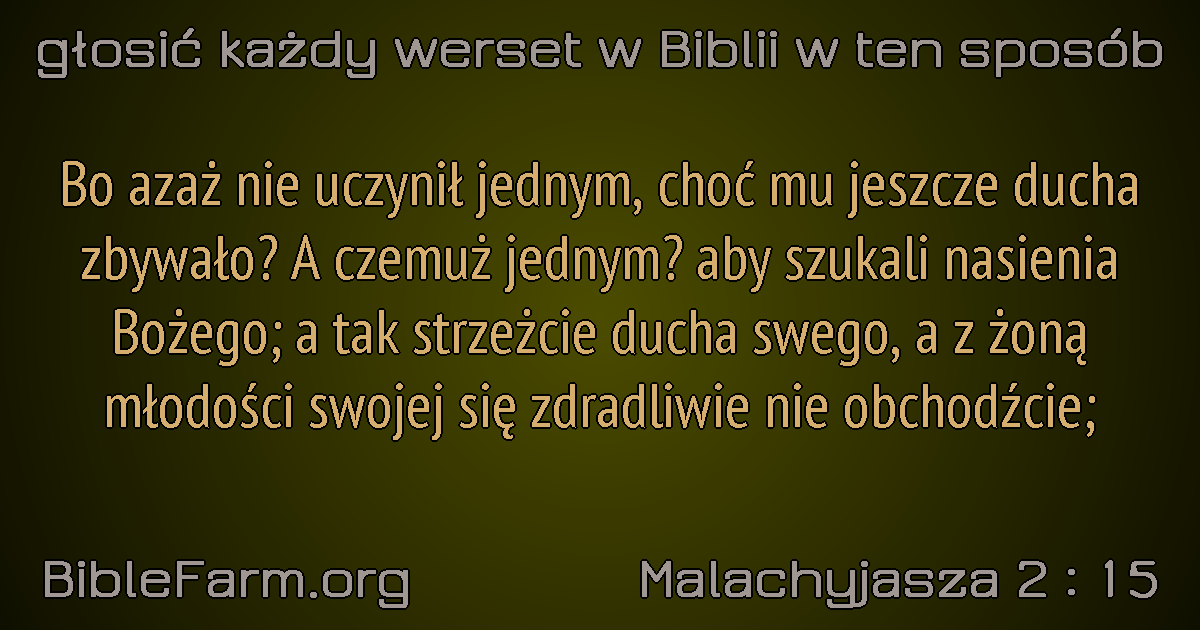 głosić każdy werset w Biblii w ten sposób
Bo azaż nie uczynił jednym, choć mu jeszcze ducha
zbywało? A czemuż jednym? aby szukali nasienia
Bożego; a tak strzeżcie ducha swego, a z żoną
młodości swojej się zdradliwie nie obchodźcie;
BibleFarm.org
Malachyjasza 2 : 15